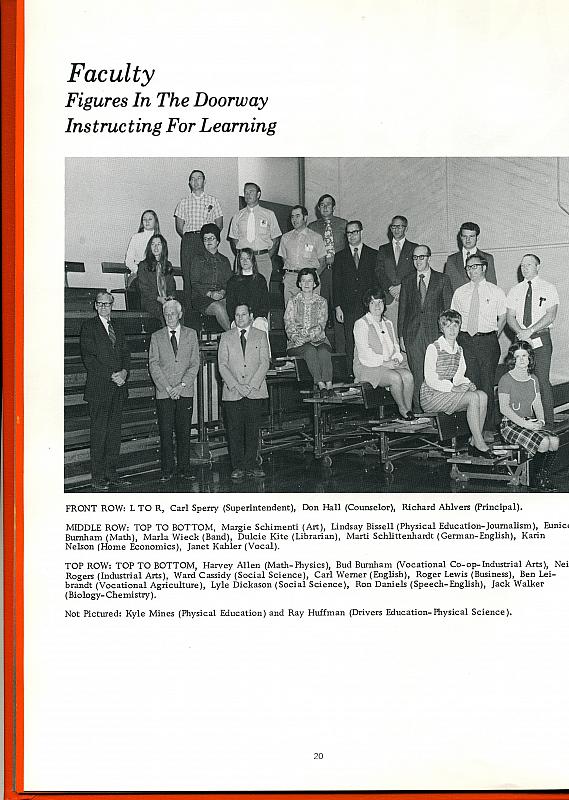 Faculty
Figures In The Doorway
Instructing For Learning
FRONT ROW: L TO R, Carl Sperry (Superintendent), Don Hall (Counselor), Richard Ahlvers (Principal).
MIDDLE ROW: TOP TO BOTTOM, Margie Schimenti (Art), Lindsay Bissell (Physical Education-Journalism), Eunice
Burnham (Math), Marla Wieck (Band), Dulcie Kite (Librarian), Marti Schlittenhardt (German-English), Karin
Nelson (Home Economics), Janet Kahler (Vocal).
TOP ROW: TOP TO BOTTOM, Harvey Allen (Math-Physics), Bud Burnham (Vocational Co-op-Industrial Arts), Nei
Rogers (Industrial Arts), Ward Cassidy (Social Science), Carl Werner (English), Roger Lewis (Business), Ben Lei-
brandt (Vocational Agriculture), Lyle Dickason (Social Science), Ron Daniels (Speech-English), Jack Walker
(Biology-Chemistry).
Not Pictured: Kyle Mines (Physical Education) and Ray Huffman (Drivers Education-Physical Science).
20